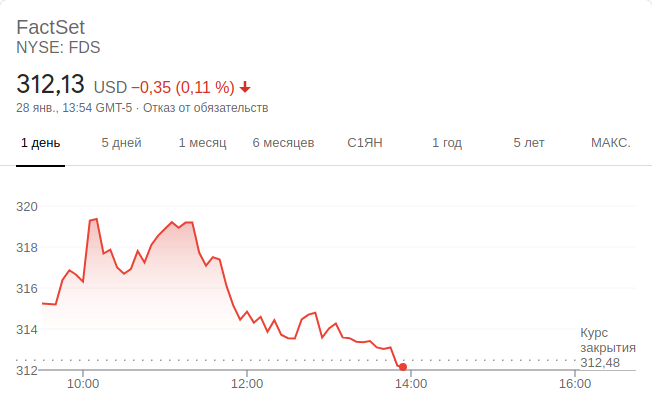 FactSet
NYSE: FDS
312,13 USD −0,35 (0,11 %)
28 янв., 13:54 GMT-5 · Отказ от обязательств
1 день 5 дней 1 месяц 6 месяцев С1ЯН 1 год 5 лет МАКС.
320
318
316
314
Курс
закрытия
312,48
312
10:00 12:00 14:00 16:00